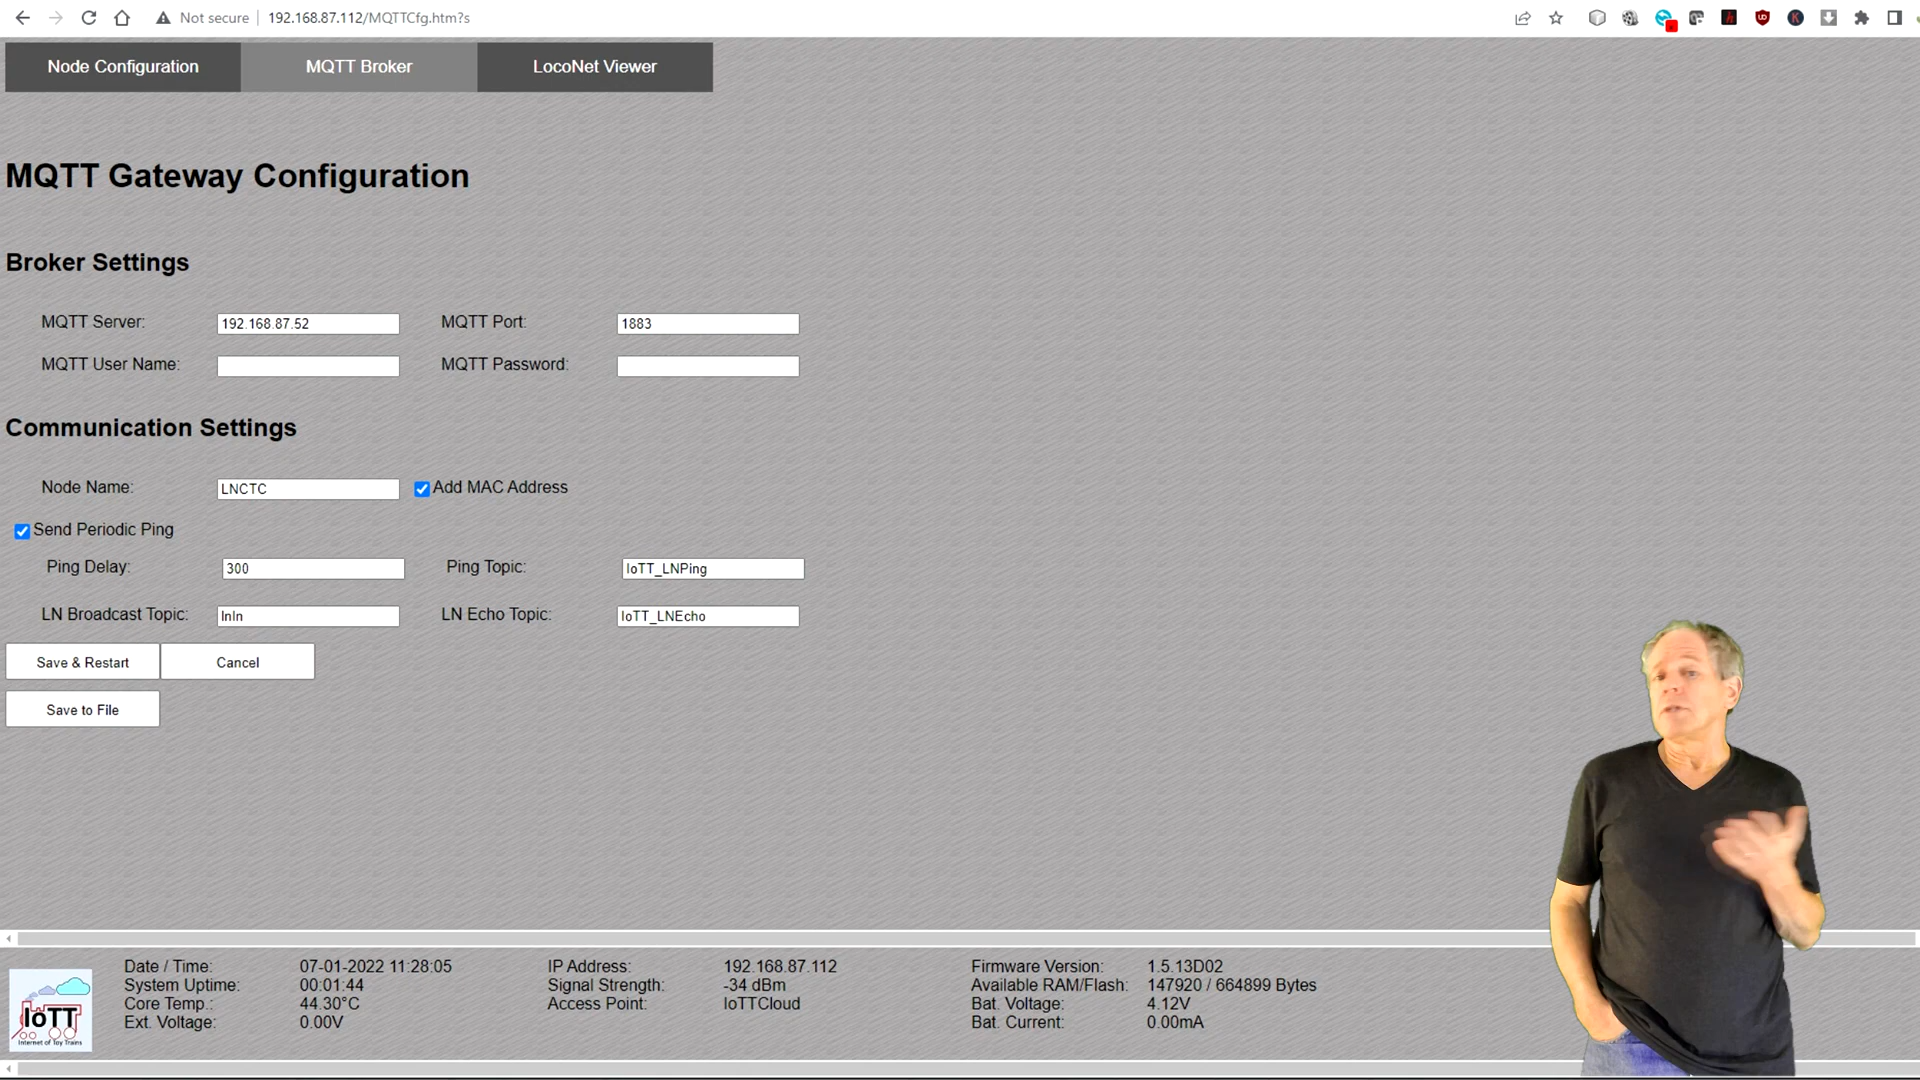 Not secure 192.168.87.112/MQTTCfg.htm?s
Node Configuration MQTT Broker LocoNet Viewer
MQTT Gateway Configuration
Broker Settings
MQTT Server: 192.168.87.52 MQTT Port: 1883
MQTT User Name: MQTT Password:
Communication Settings
Node Name: LNCTC Add MAC Address
Send Periodic Ping
Ping Delay: 300 Ping Topic: IoTT_LNPing
LN Broadcast Topic: lnIn LN Echo Topic: IoTT_LNEcho
Save & Restart Cancel
Save to File
Date / Time: 07-01-2022 11:28:05 IP Address: 192.168.87.112 Firmware Version: 1.5.13D02
System Uptime: 00:01:44 Signal Strength: -34 dBm Available RAM/Flash: 147920 / 664899 Bytes
Core Temp.: 44.30°C Access Point: IoTTCloud Bat. Voltage: 4.12V
Ext. Voltage: 0.00V Bat. Current: 0.00mA
IoTT
Internet of Toy Trains